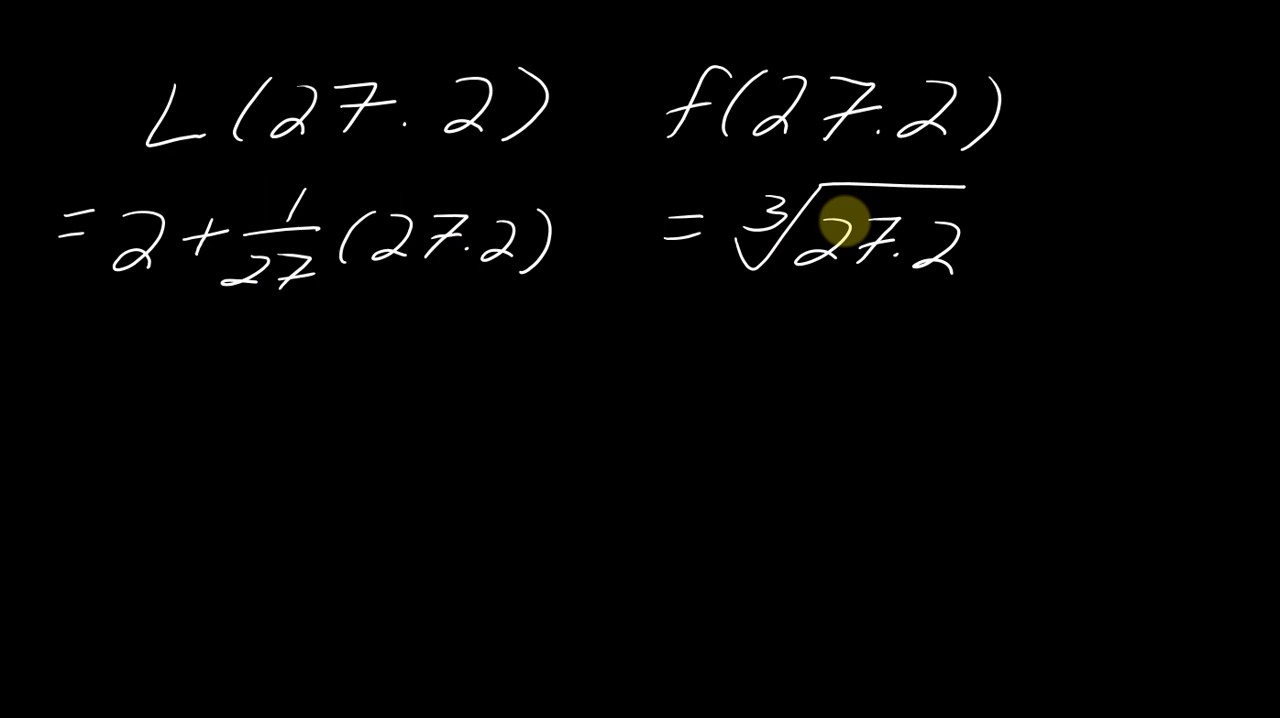 L(27.2) f(27.2)
= 2 + 1/27 (27.2) = ∛27.2